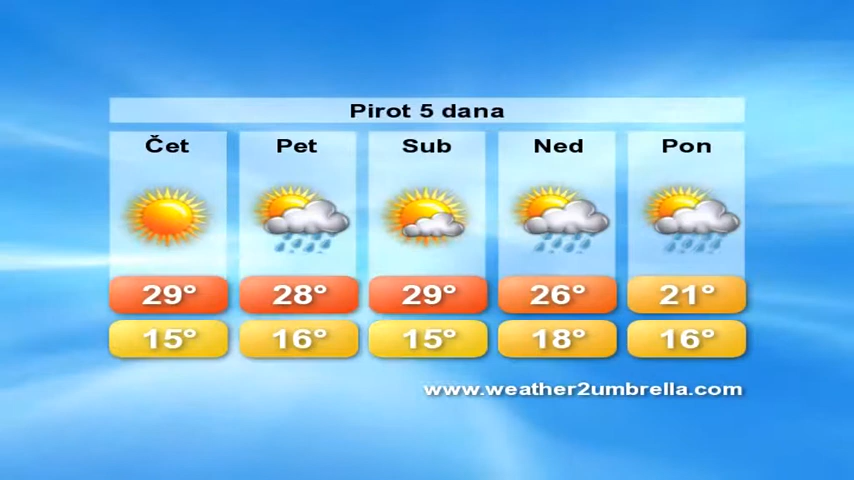 Pirot 5 dana
Čet Pet Sub Ned Pon
29° 28° 29° 26° 21°
15° 16° 15° 18° 16°
www.weather2umbrella.com